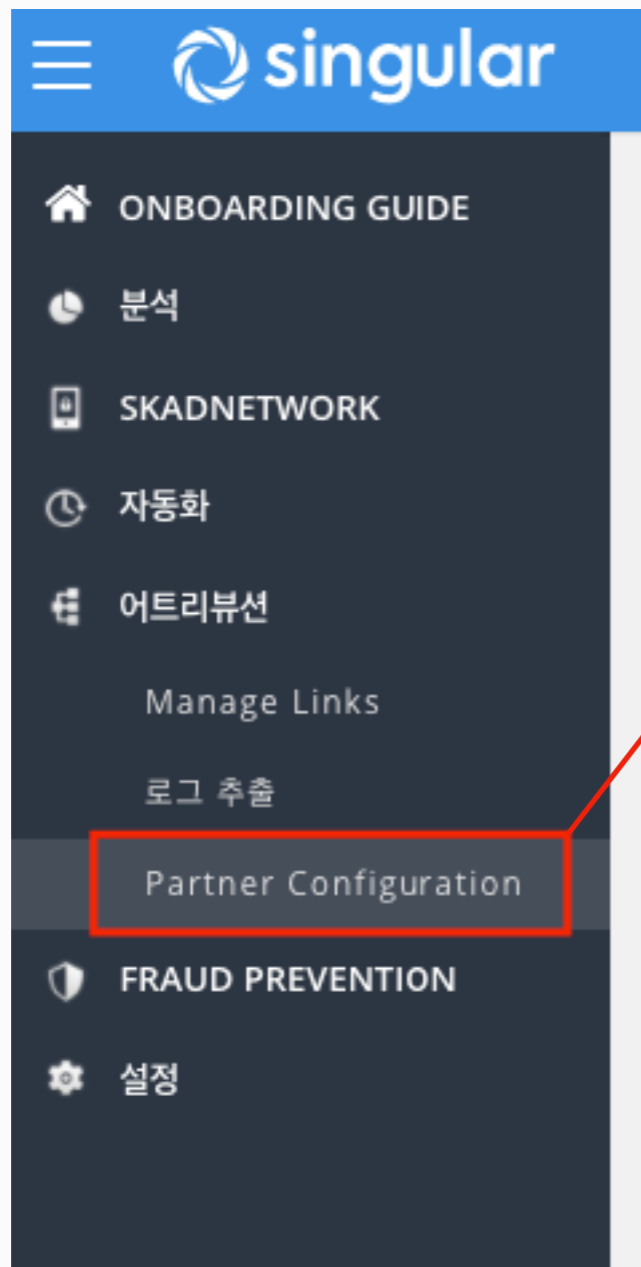 singular
ONBOARDING GUIDE
분석
SKADNETWORK
자동화
어트리뷰션
Manage Links
로그 추출
Partner Configuration
FRAUD PREVENTION
설정